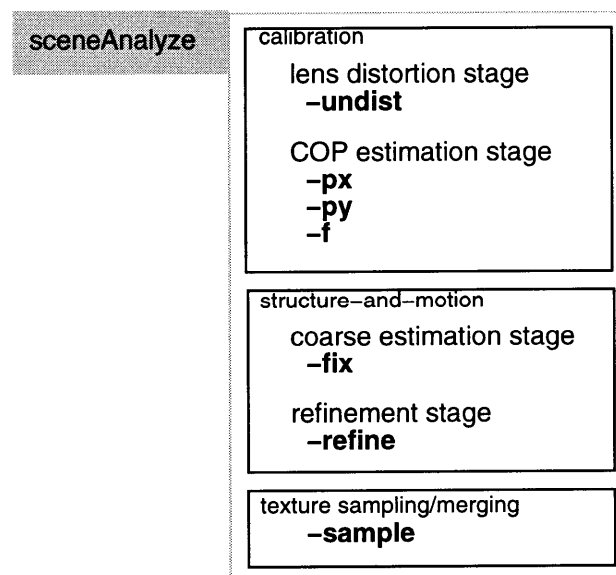 sceneAnalyze
calibration
lens distortion stage
–undist
COP estimation stage
–px
–py
–f
structure–and–motion
coarse estimation stage
–fix
refinement stage
–refine
texture sampling/merging
–sample